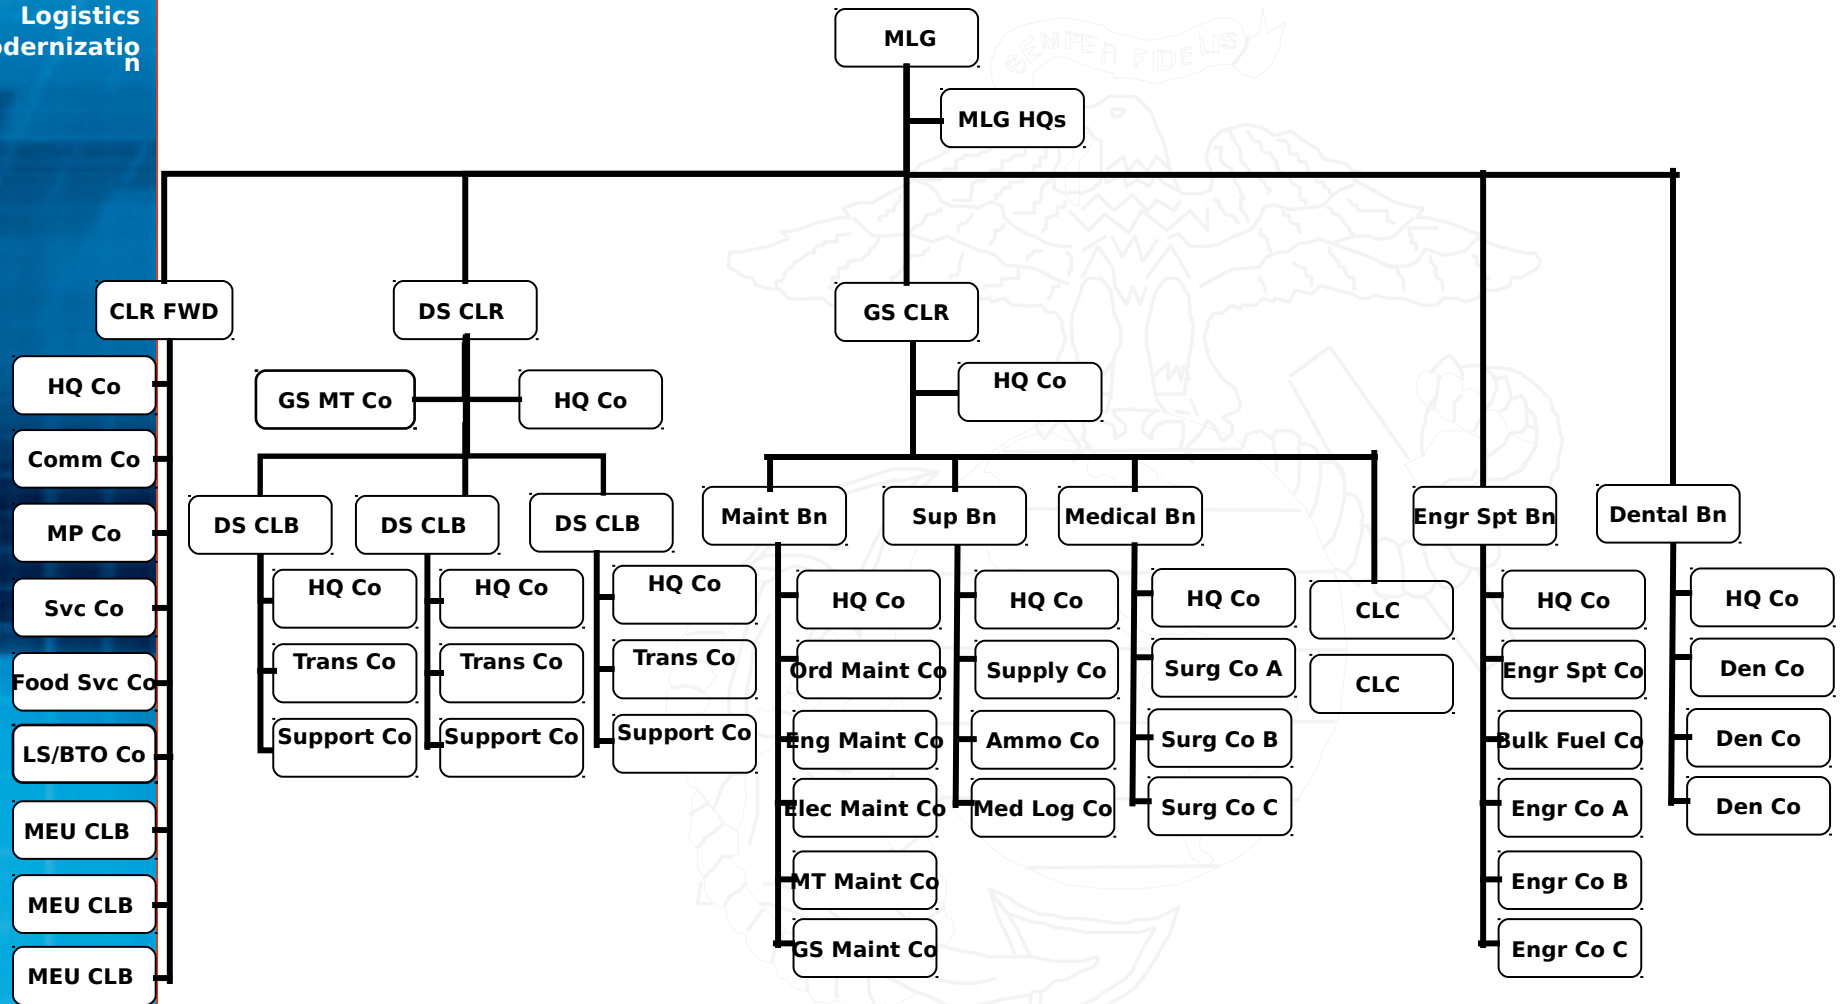 Logistics
odernizatio
n
SEMPER FIDELIS
MLG
MLG HQs
CLR FWD
DS CLR
GS CLR
HQ Co
Comm Co
MP Co
Svc Co
Food Svc Co
LS/BTO Co
MEU CLB
MEU CLB
MEU CLB
GS MT Co
HQ Co
DS CLB
HQ Co
Trans Co
Support Co
DS CLB
HQ Co
Trans Co
Support Co
DS CLB
HQ Co
Trans Co
Support Co
HQ Co
Maint Bn
HQ Co
Ord Maint Co
Eng Maint Co
Elec Maint Co
MT Maint Co
GS Maint Co
Sup Bn
HQ Co
Supply Co
Ammo Co
Med Log Co
Medical Bn
HQ Co
Surg Co A
Surg Co B
Surg Co C
CLC
CLC
Engr Spt Bn
HQ Co
Engr Spt Co
Bulk Fuel Co
Engr Co A
Engr Co B
Engr Co C
Dental Bn
HQ Co
Den Co
Den Co
Den Co